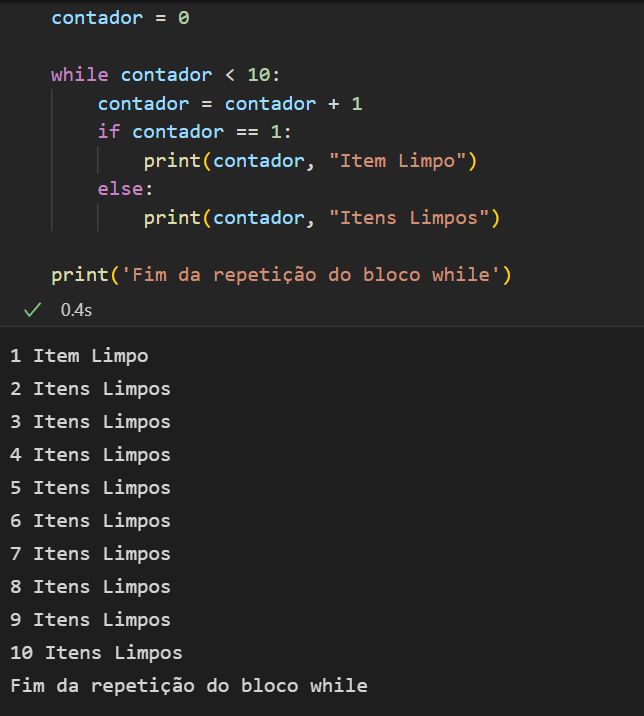 contador = 0
while contador < 10:
    contador = contador + 1
    if contador == 1:
        print(contador, "Item Limpo")
    else:
        print(contador, "Itens Limpos")
print('Fim da repetição do bloco while')
✓ 0.4s
1 Item Limpo
2 Itens Limpos
3 Itens Limpos
4 Itens Limpos
5 Itens Limpos
6 Itens Limpos
7 Itens Limpos
8 Itens Limpos
9 Itens Limpos
10 Itens Limpos
Fim da repetição do bloco while